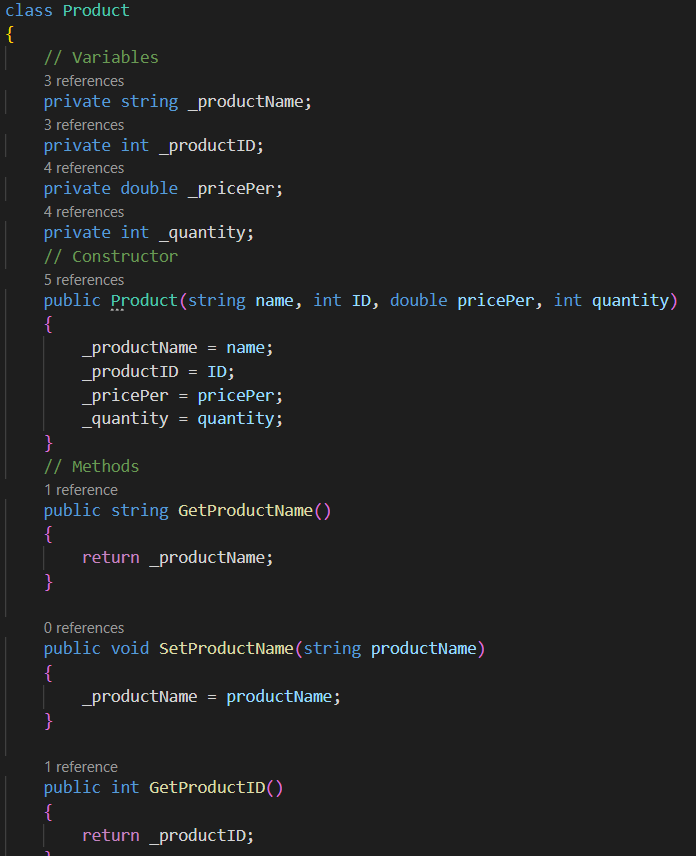 class Product
{
// Variables
3 references
private string _productName;
3 references
private int _productID;
4 references
private double _pricePer;
4 references
private int _quantity;
// Constructor
5 references
public Product(string name, int ID, double pricePer, int quantity)
{
_productName = name;
_productID = ID;
_pricePer = pricePer;
_quantity = quantity;
}
// Methods
1 reference
public string GetProductName()
{
return _productName;
}
0 references
public void SetProductName(string productName)
{
_productName = productName;
}
1 reference
public int GetProductID()
{
return _productID;
}